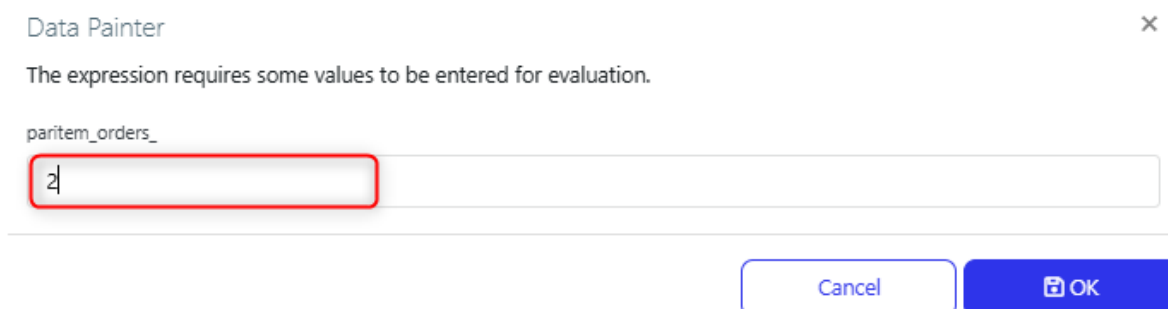 Data Painter
The expression requires some values to be entered for evaluation.
paritem_orders_
2
Cancel
OK